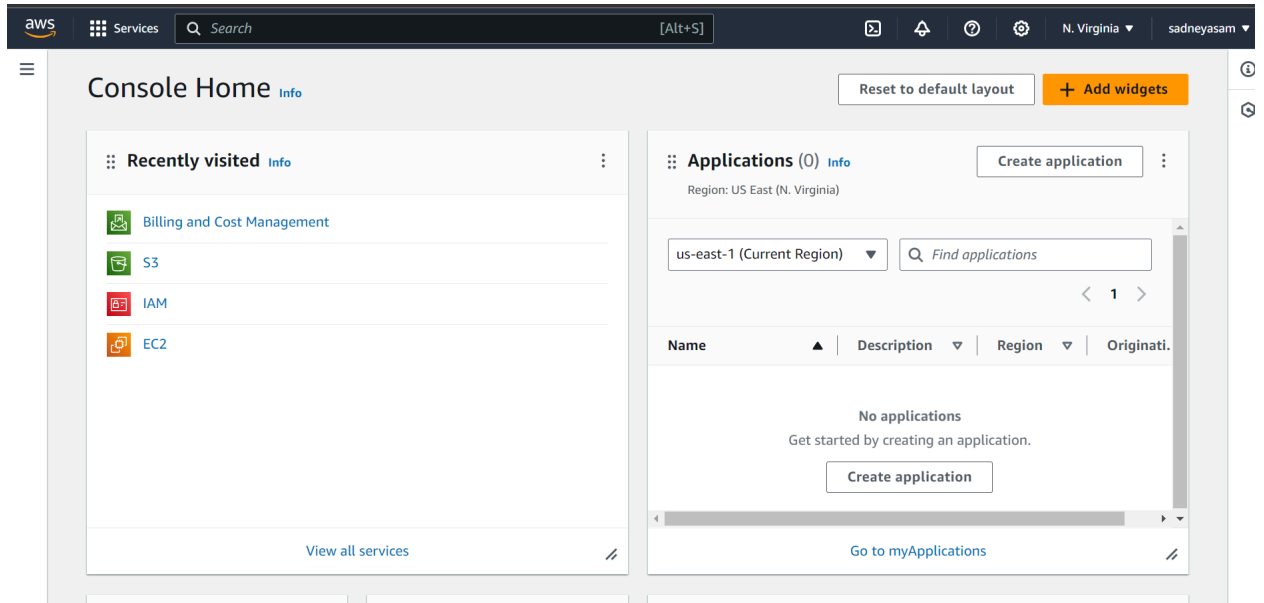 aws
Services
Search [Alt+S]
N. Virginia
sadneyasam
Console Home Info
Reset to default layout
Add widgets
Recently visited Info
Billing and Cost Management
S3
IAM
EC2
View all services
Applications (0) Info
Create application
Region: US East (N. Virginia)
us-east-1 (Current Region)
Find applications
1
Name Description Region Originati.
No applications
Get started by creating an application.
Create application
Go to myApplications